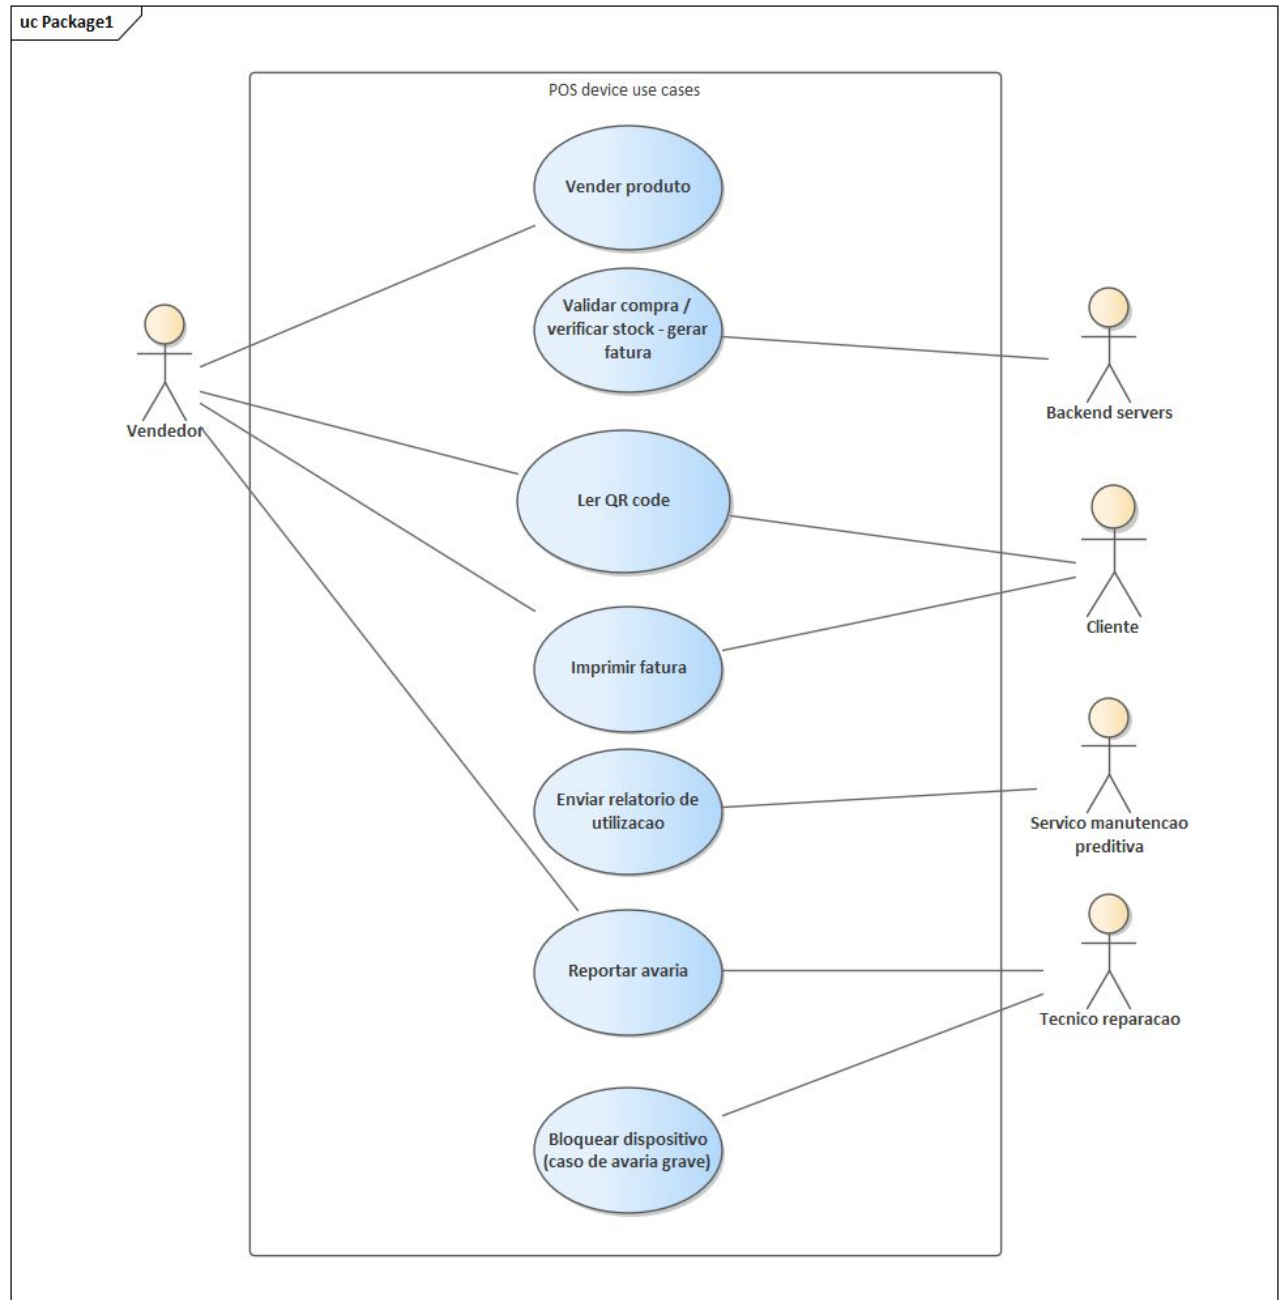 uc Package1
POS device use cases
Vender produto
Validar compra /
verificar stock - gerar
fatura
Vendedor
Backend servers
Ler QR code
Cliente
Imprimir fatura
Enviar relatorio de
utilizacao
Servico manutencao
preditiva
Reportar avaria
Tecnico reparacao
Bloquear dispositivo
(caso de avaria grave)